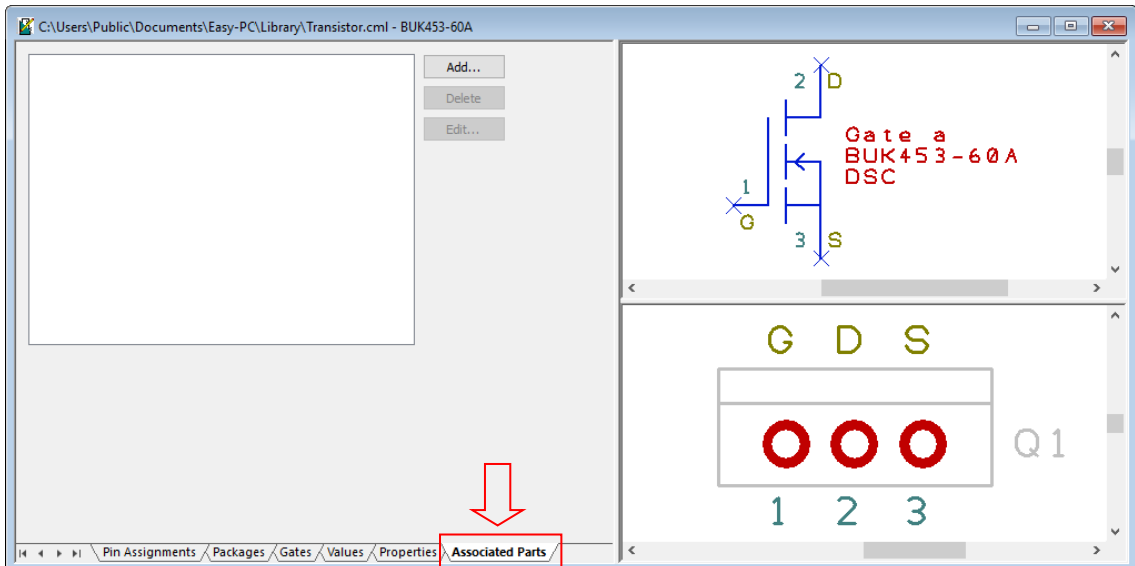 C:\Users\Public\Documents\Easy-PC\Library\Transistor.cml - BUK453-60A
Add...
Delete
Edit...
2 D
Gate a
BUK453-60A
DSC
1
G
3 S
G D S
Q1
1 2 3
Pin Assignments Packages Gates Values Properties Associated Parts